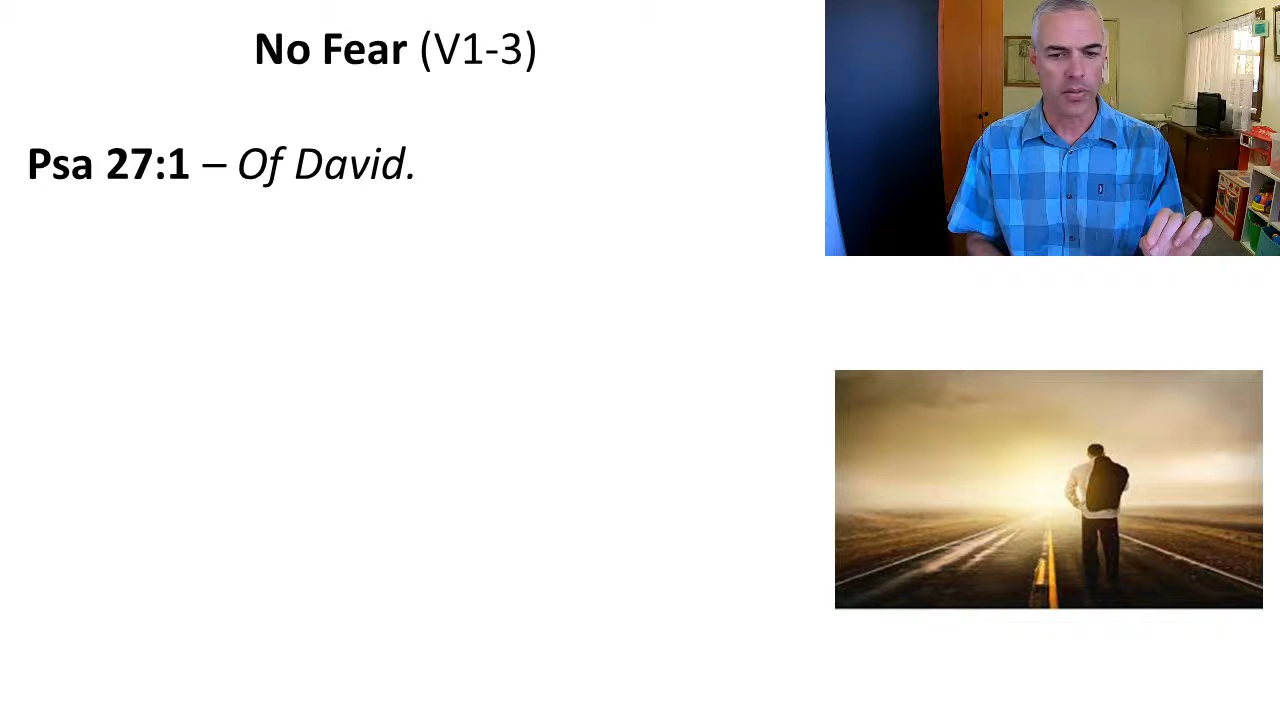 No Fear (V1-3)
Psa 27:1 – Of David.